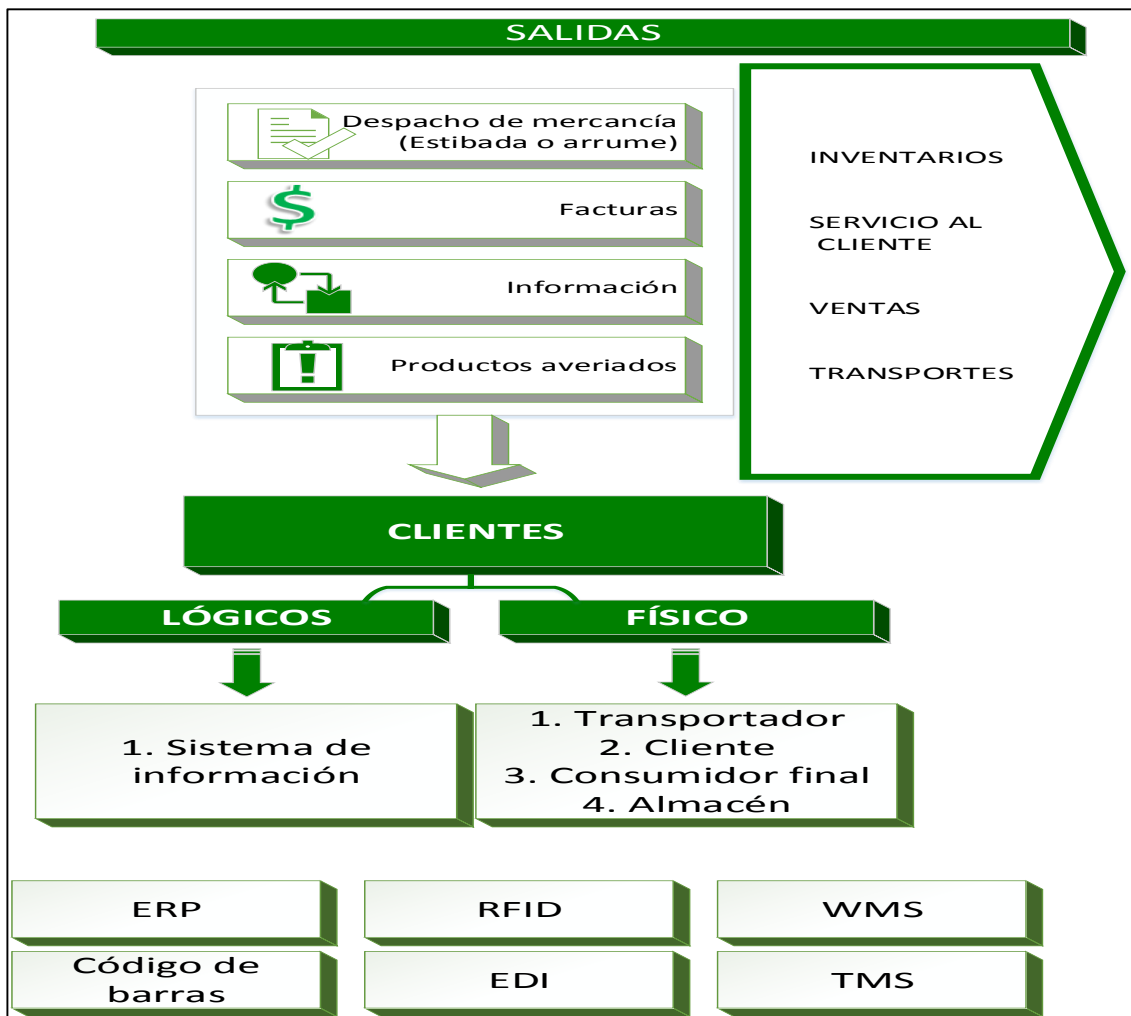 SALIDAS
Despacho de mercancía
(Estibada o arrume)
Facturas
Información
Productos averiados
INVENTARIOS
SERVICIO AL
CLIENTE
VENTAS
TRANSPORTES
CLIENTES
LÓGICOS
FÍSICO
1. Sistema de
información
1. Transportador
2. Cliente
3. Consumidor final
4. Almacén
ERP
RFID
WMS
Código de
barras
EDI
TMS